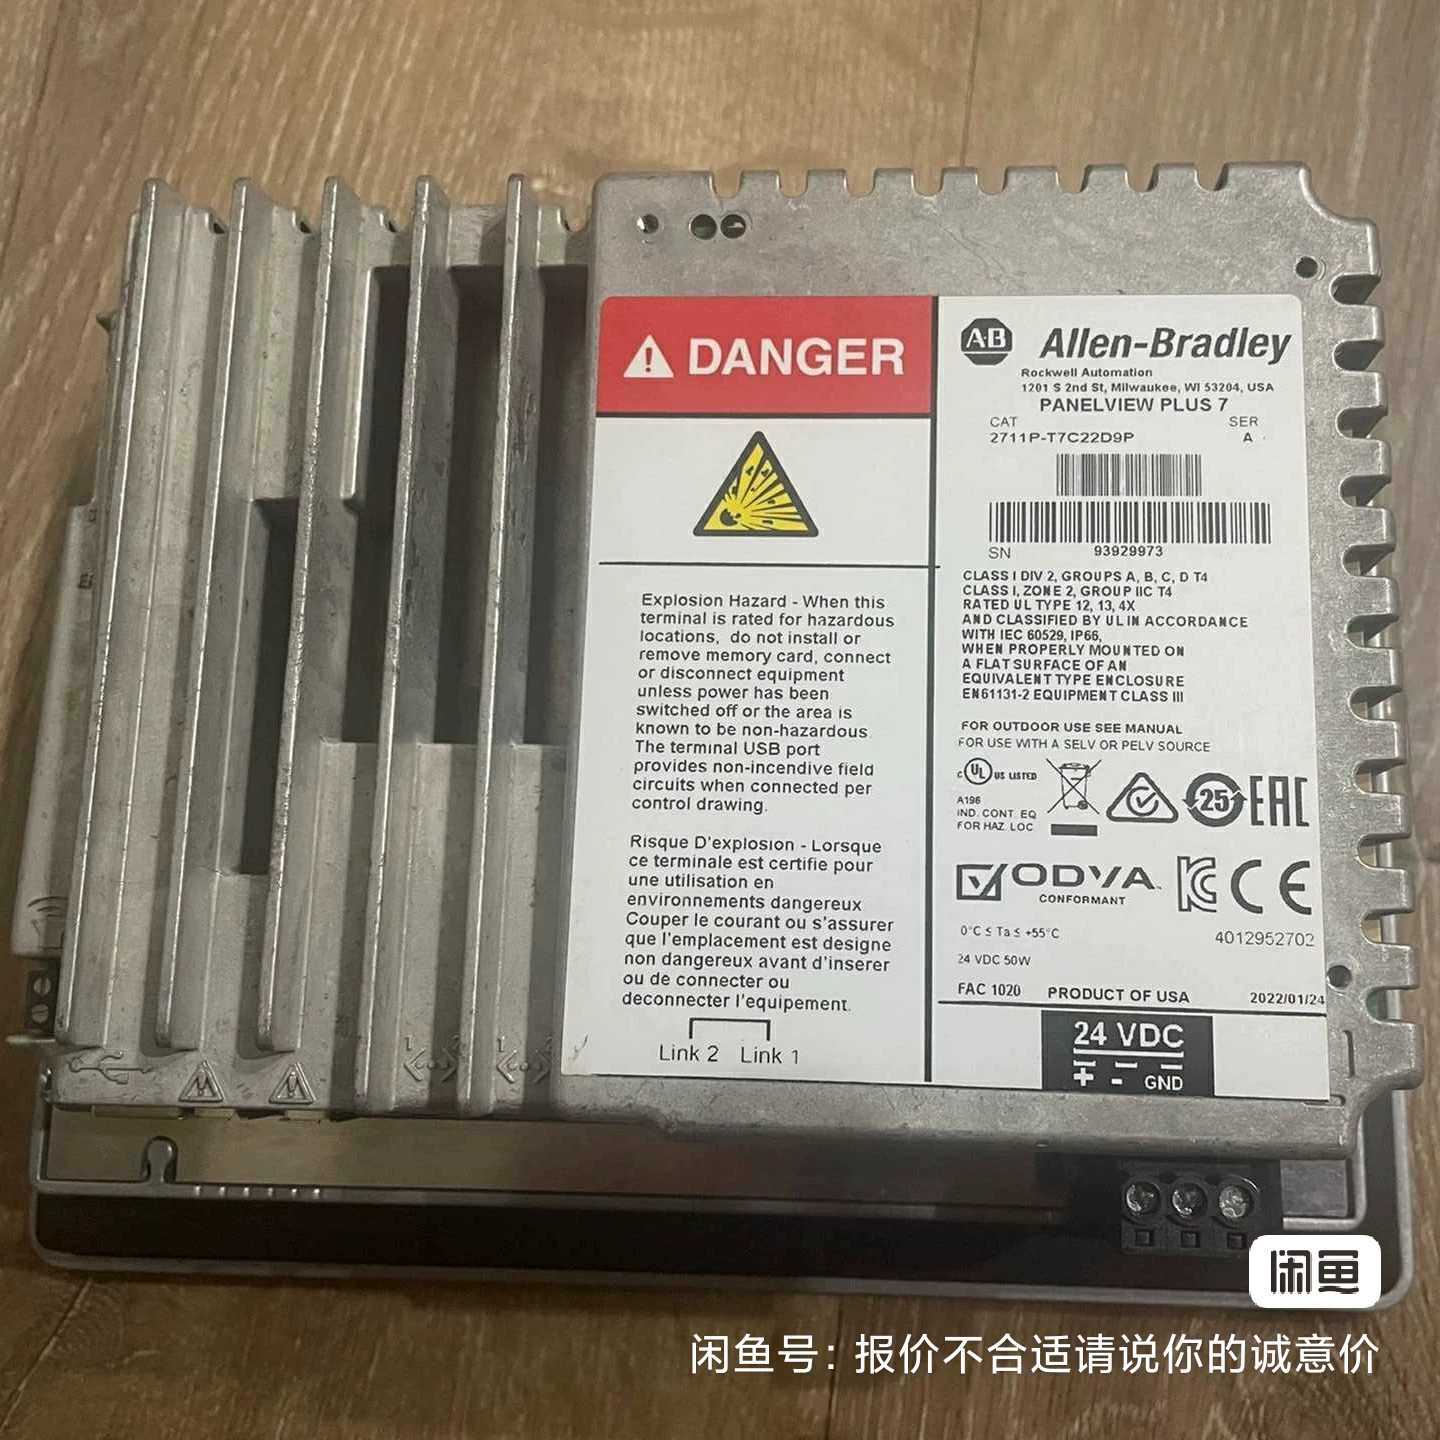 DANGER
Explosion Hazard - When this
terminal is rated for hazardous
locations, do not install or
remove memory card, connect
or disconnect equipment
unless power has been
switched off or the area is
known to be non-hazardous.
The terminal USB port
provides non-incendive field
circuits when connected per
control drawing.
Risque D'explosion - Lorsque
ce terminale est certifie pour
une utilisation en
environnements dangereux
Couper le courant ou s'assurer
que l'emplacement est designe
non dangereux avant d'inserer
ou de connecter ou
deconnecter l'equipement.
Link 2 Link 1
A·B Allen-Bradley
Rockwell Automation
1201 S 2nd St, Milwaukee, WI 53204, USA
PANELVIEW PLUS 7
CAT SER
2711P-T7C22D9P A
SN 93929973
CLASS I DIV 2, GROUPS A, B, C, D T4
CLASS I, ZONE 2, GROUP IIC T4
RATED UL TYPE 12, 13, 4X
AND CLASSIFIED BY UL IN ACCORDANCE
WITH IEC 60529, IP66,
WHEN PROPERLY MOUNTED ON
A FLAT SURFACE OF AN
EQUIVALENT TYPE ENCLOSURE
EN61131-2 EQUIPMENT CLASS III
FOR OUTDOOR USE SEE MANUAL
FOR USE WITH A SELV OR PELV SOURCE
C UL US LISTED
A196
IND. CONT. EQ
FOR HAZ. LOC
25 EAC
ODVA
CONFORMANT
KC CE
0°C ≤ Ta ≤ +55°C
4012952702
24 VDC 50W
FAC 1020 PRODUCT OF USA 2022/01/24
24 VDC
+ - GND
闲鱼
闲鱼号：报价不合适请说你的诚意价